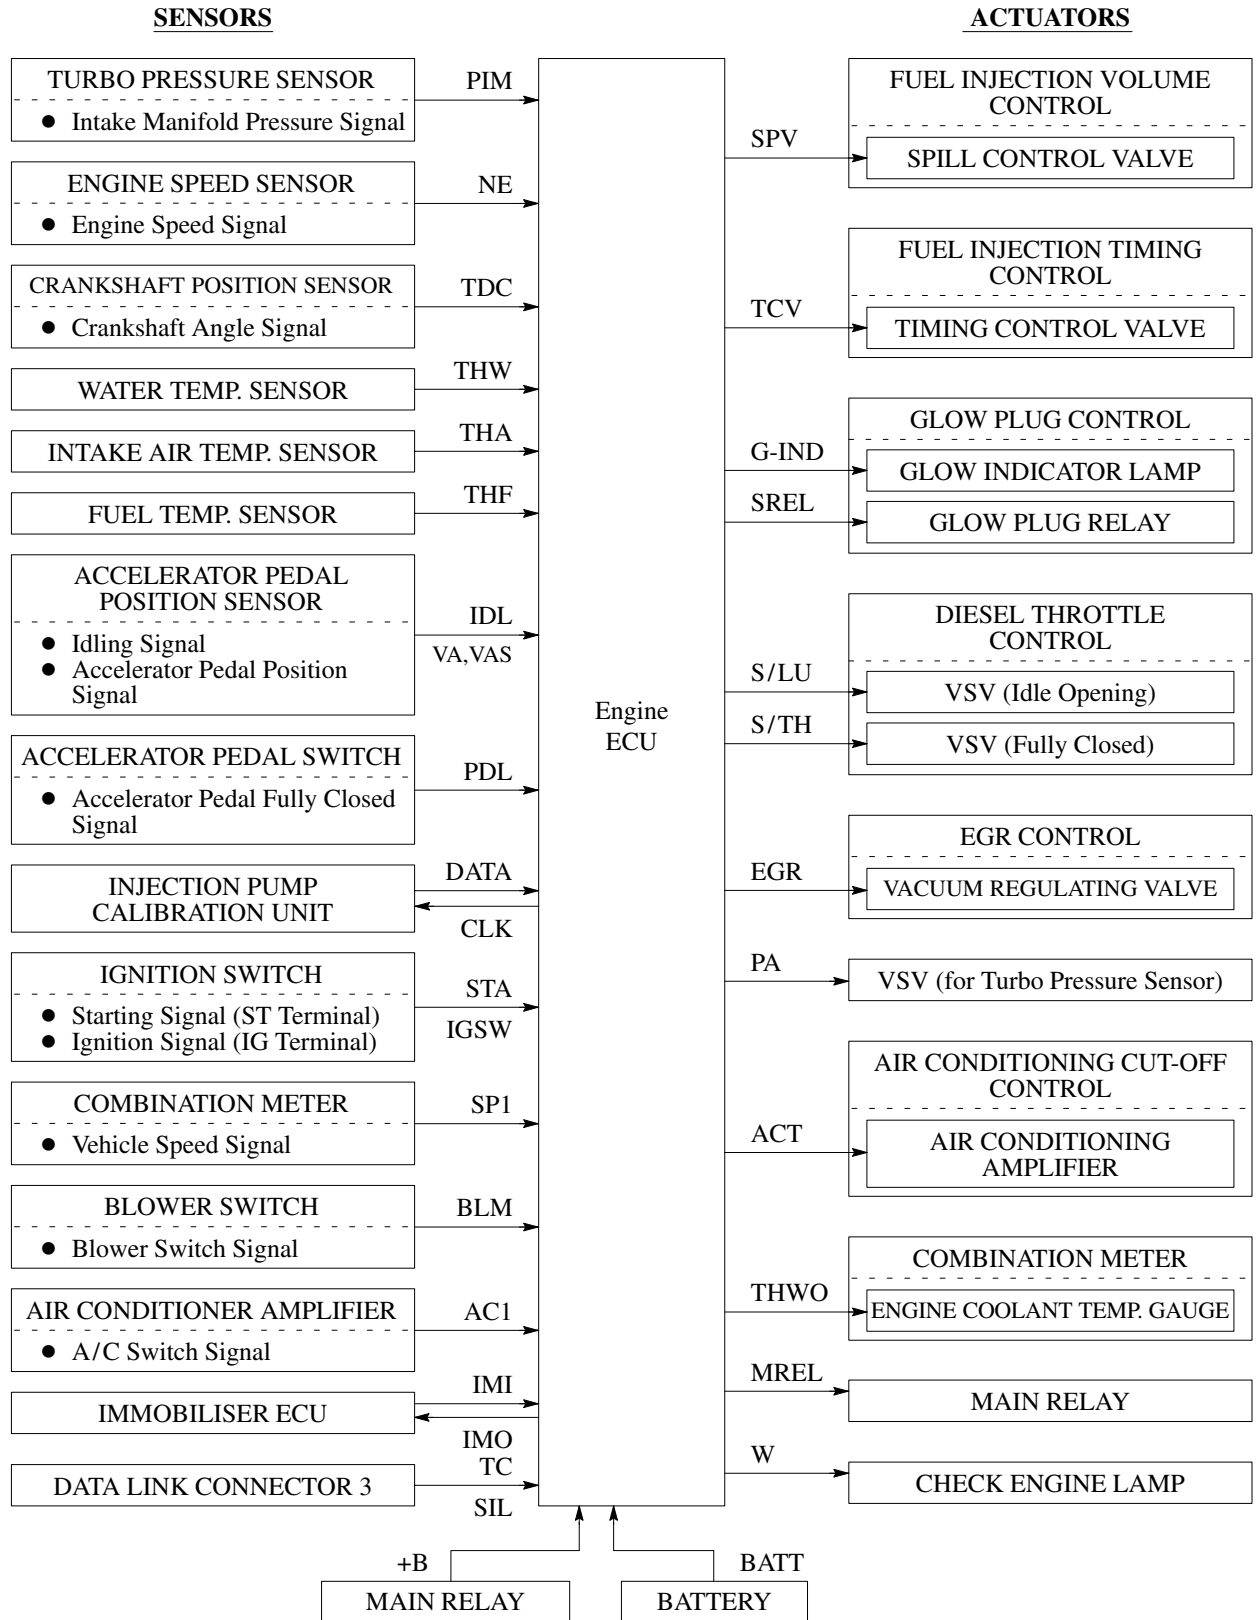 SENSORS
TURBO PRESSURE SENSOR
● Intake Manifold Pressure Signal
PIM
ENGINE SPEED SENSOR
● Engine Speed Signal
NE
CRANKSHAFT POSITION SENSOR
● Crankshaft Angle Signal
TDC
WATER TEMP. SENSOR
THW
INTAKE AIR TEMP. SENSOR
THA
FUEL TEMP. SENSOR
THF
ACCELERATOR PEDAL
POSITION SENSOR
● Idling Signal
● Accelerator Pedal Position
Signal
IDL
VA,VAS
ACCELERATOR PEDAL SWITCH
● Accelerator Pedal Fully Closed
Signal
PDL
INJECTION PUMP
CALIBRATION UNIT
DATA
CLK
IGNITION SWITCH
● Starting Signal (ST Terminal)
● Ignition Signal (IG Terminal)
STA
IGSW
COMBINATION METER
● Vehicle Speed Signal
SP1
BLOWER SWITCH
● Blower Switch Signal
BLM
AIR CONDITIONER AMPLIFIER
● A/C Switch Signal
AC1
IMMOBILISER ECU
IMI
IMO
DATA LINK CONNECTOR 3
TC
SIL
Engine
ECU
+B
MAIN RELAY
BATT
BATTERY
ACTUATORS
FUEL INJECTION VOLUME
CONTROL
SPV
SPILL CONTROL VALVE
FUEL INJECTION TIMING
CONTROL
TCV
TIMING CONTROL VALVE
GLOW PLUG CONTROL
G-IND
GLOW INDICATOR LAMP
SREL
GLOW PLUG RELAY
DIESEL THROTTLE
CONTROL
S/LU
VSV (Idle Opening)
S/TH
VSV (Fully Closed)
EGR CONTROL
EGR
VACUUM REGULATING VALVE
PA
VSV (for Turbo Pressure Sensor)
AIR CONDITIONING CUT-OFF
CONTROL
ACT
AIR CONDITIONING
AMPLIFIER
COMBINATION METER
THWO
ENGINE COOLANT TEMP. GAUGE
MREL
MAIN RELAY
W
CHECK ENGINE LAMP